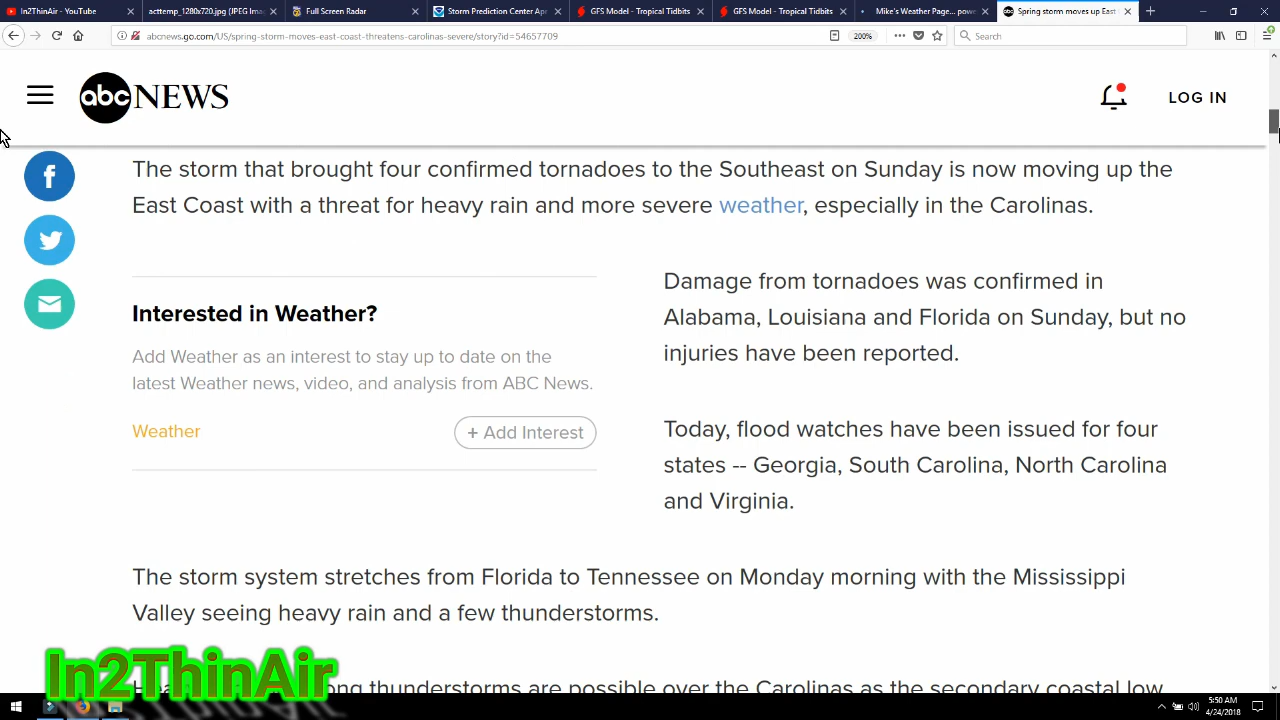 In2ThinAir - YouTube
acttemp_1280x720.jpg (JPEG Ima
Full Screen Radar
Storm Prediction Center Apr
GFS Model - Tropical Tidbits
GFS Model - Tropical Tidbits
Mike's Weather Page... pow
Spring storm moves up East
abcnews.go.com/US/spring-storm-moves-east-coast-threatens-carolinas-severe/story?id=54657709
200%
Search
abc NEWS
LOG IN
The storm that brought four confirmed tornadoes to the Southeast on Sunday is now moving up the
East Coast with a threat for heavy rain and more severe weather, especially in the Carolinas.
Interested in Weather?
Add Weather as an interest to stay up to date on the
latest Weather news, video, and analysis from ABC News.
Weather
+ Add Interest
Damage from tornadoes was confirmed in
Alabama, Louisiana and Florida on Sunday, but no
injuries have been reported.
Today, flood watches have been issued for four
states -- Georgia, South Carolina, North Carolina
and Virginia.
The storm system stretches from Florida to Tennessee on Monday morning with the Mississippi
Valley seeing heavy rain and a few thunderstorms.
thunderstorms are possible over the Carolinas as the secondary coastal low
In2ThinAir
5:50 AM
4/24/2018